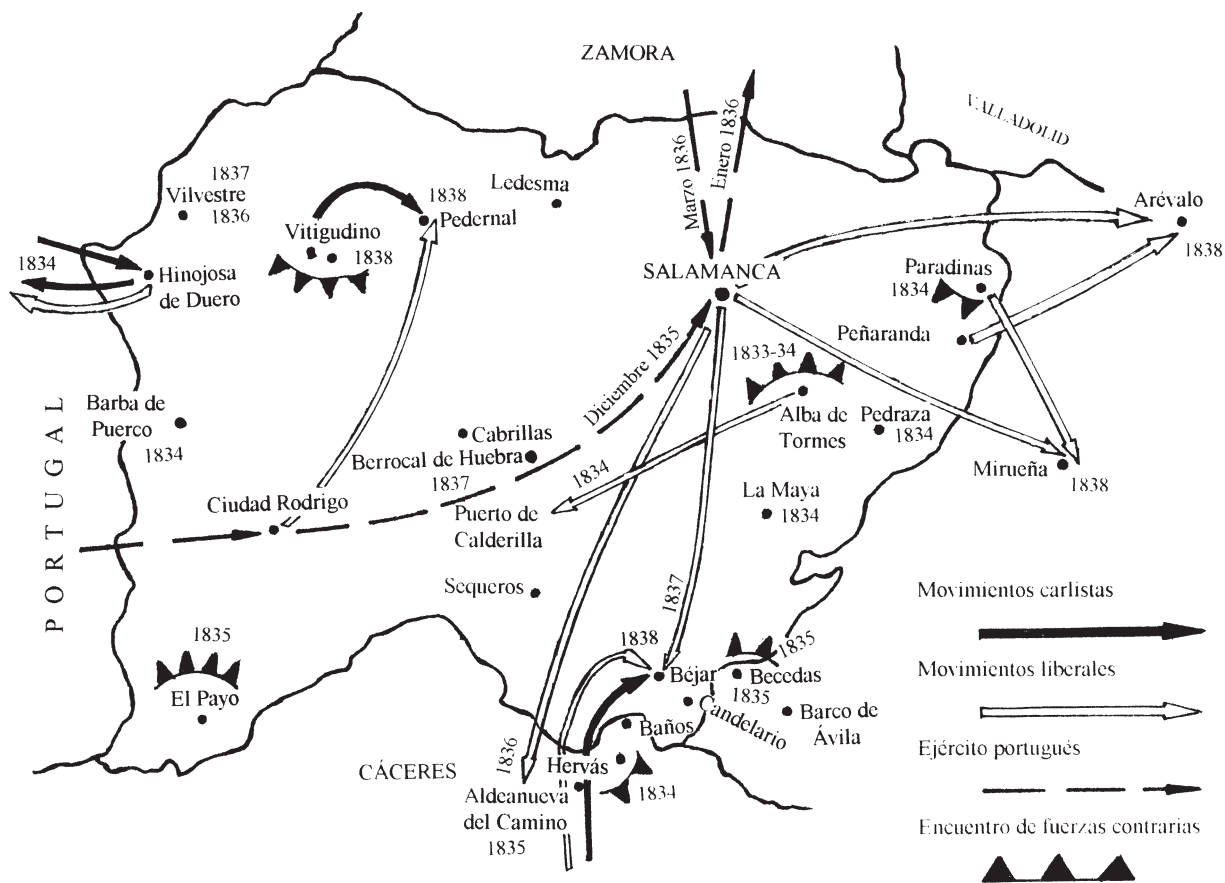 ZAMORA
VALLADOLID
Marzo 1836
Enero 1836
1837
Vilvestre
1836
Vitigudino
1838
1838
Pedernal
Ledesma
Arévalo
1838
1834
Hinojosa
de Duero
SALAMANCA
Paradinas
1834
Peñaranda
Diciembre 1835
1833-34
Alba de
Tormes
Pedraza
1834
Mirueña
1838
PORTUGAL
Barba de
Puerco
1834
Cabrillas
Berrocal de Huebra
1837
1834
Ciudad Rodrigo
Puerto de
Calderilla
La Maya
1834
Sequeros
1837
1835
El Payo
1838
Béjar
1835
Becedas
1835
Candelario
Barco de
Ávila
Baños
1836
CÁCERES
Hervás
1834
Aldeanueva
del Camino
1835
Movimientos carlistas
Movimientos liberales
Ejército portugués
Encuentro de fuerzas contrarias